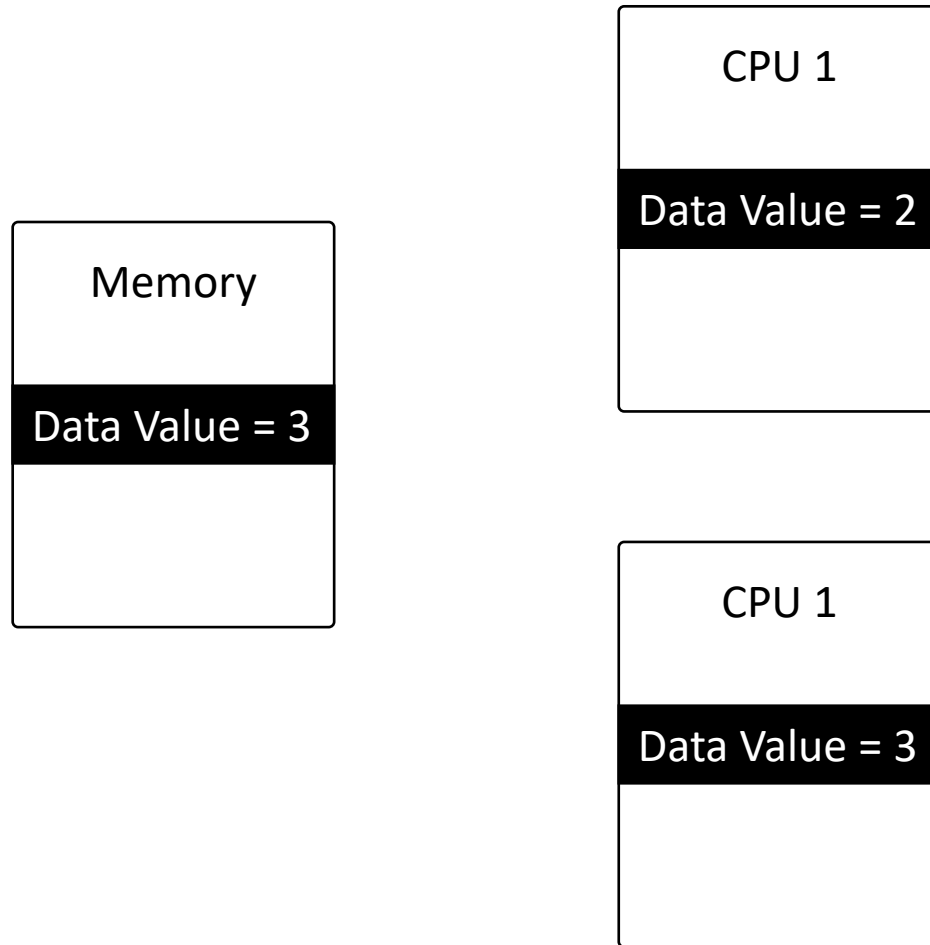 CPU 1
Data Value = 2
Memory
Data Value = 3
CPU 1
Data Value = 3